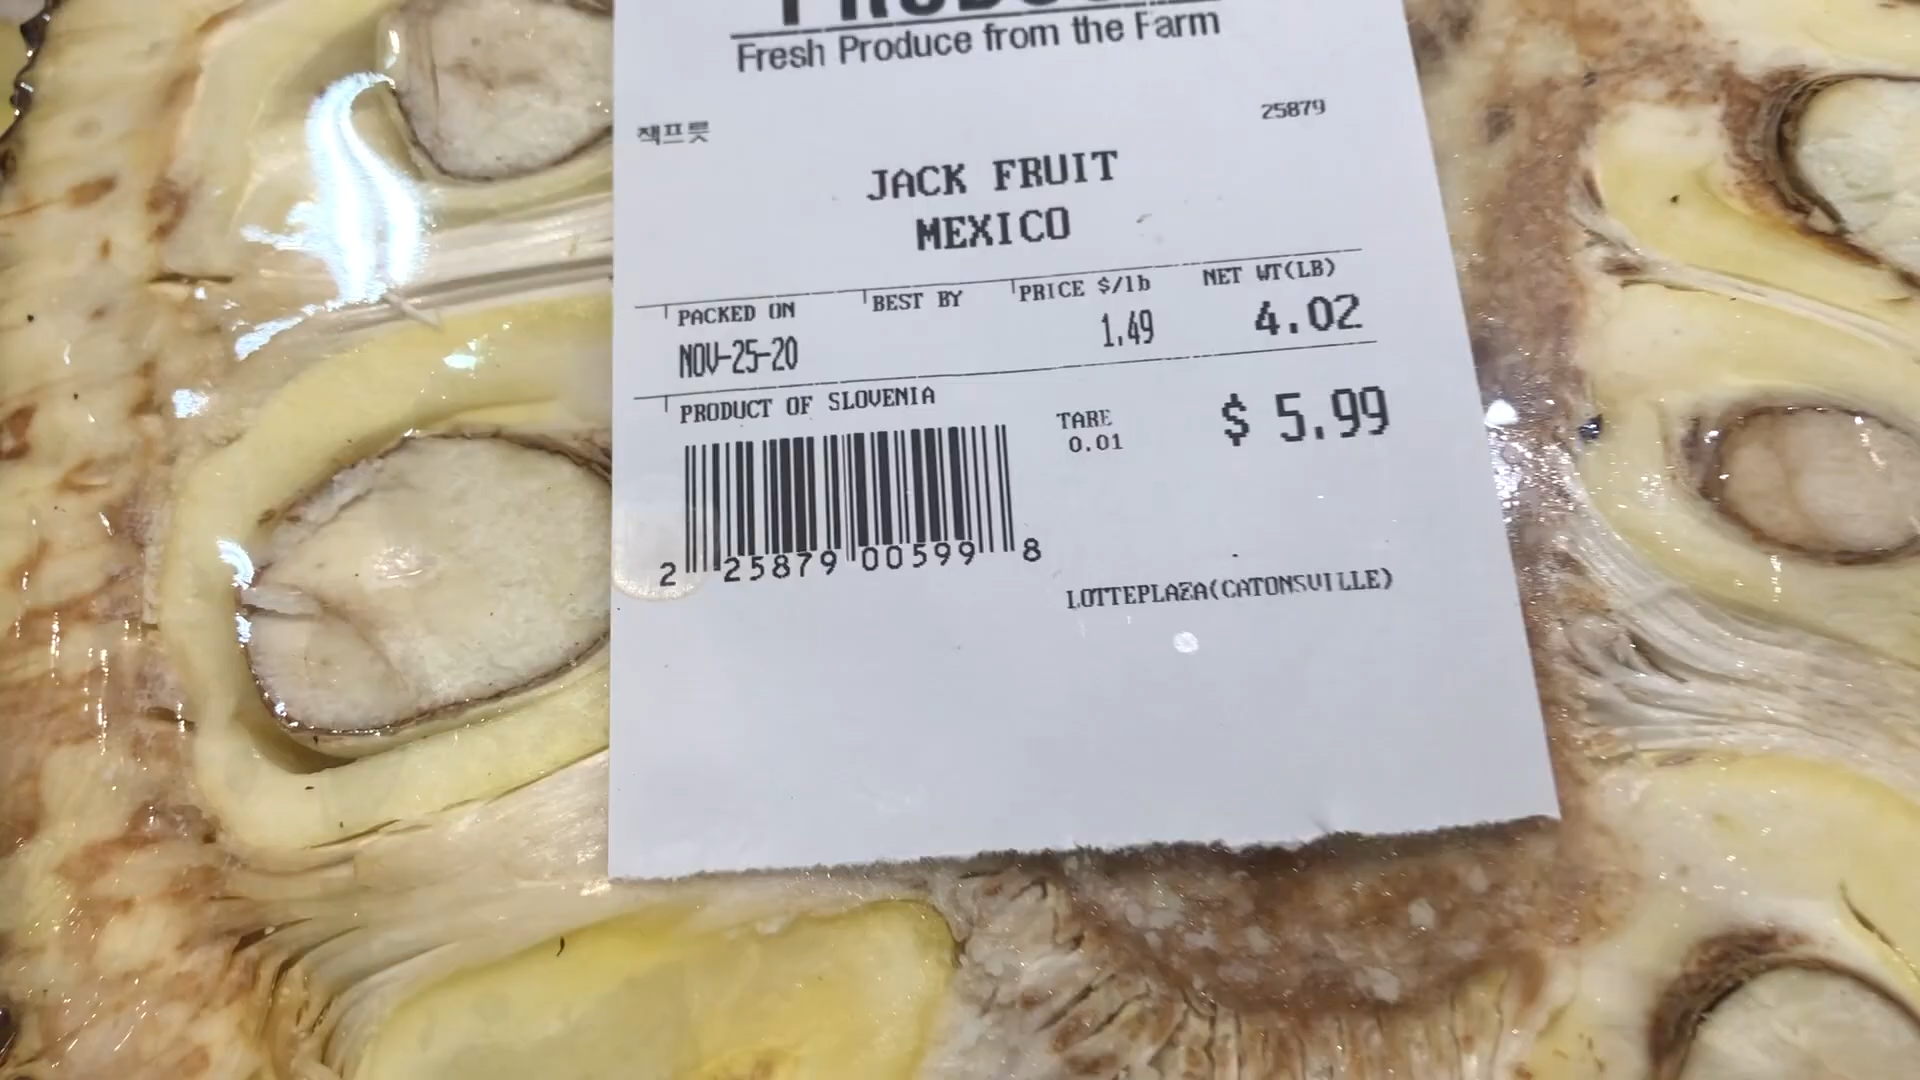 Fresh Produce from the Farm
잭프룻
25879
JACK FRUIT
MEXICO
PACKED ON BEST BY PRICE $/lb NET WT(LB)
NOV-25-20 1.49 4.02
PRODUCT OF SLOVENIA
TARE
0.01
$ 5.99
2 25879 00599 8
LOTTEPLAZA(CATONSVILLE)